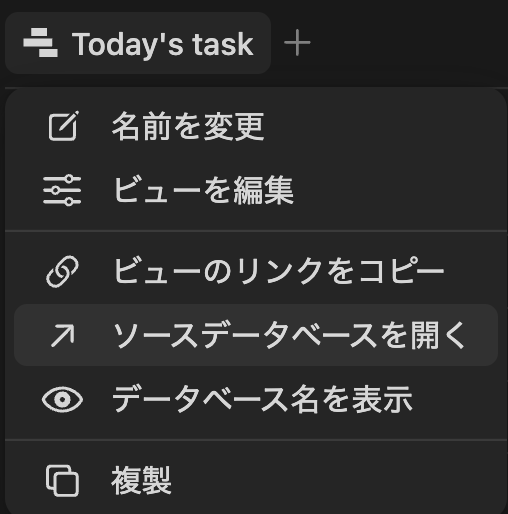 Today's task
名前を変更
ビューを編集
ビューのリンクをコピー
ソースデータベースを開く
データベース名を表示
複製